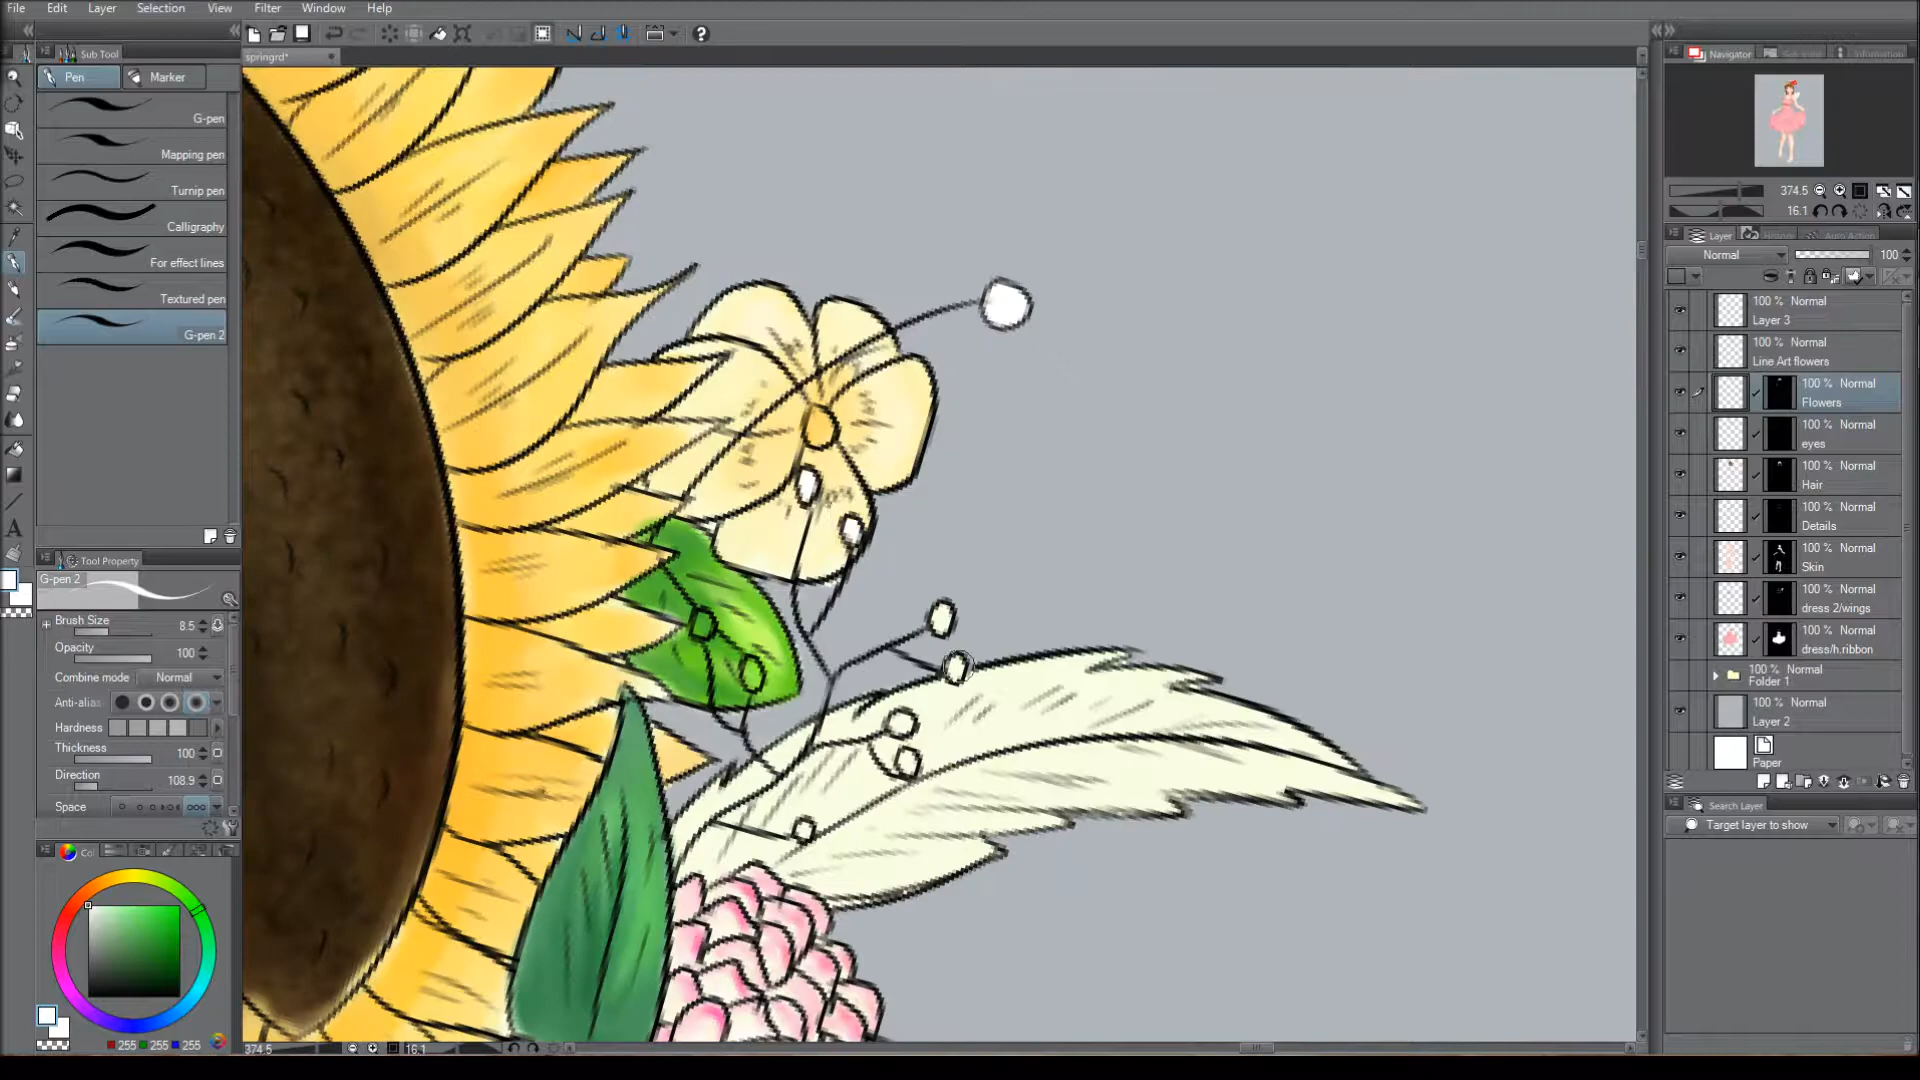 File Edit Layer Selection View Filter Window Help
springrd*
Sub Tool
Pen Marker
G-pen
Mapping pen
Turnip pen
Calligraphy
For effect lines
Textured pen
G-pen 2
Tool Property
G-pen 2
Brush Size 8.5
Opacity 100
Combine mode Normal
Anti-alias
Hardness
Thickness 100
Direction 108.9
Space
Col
255 255 255
374.5 16.1
Navigator Information
374.5
16.1
Layer History Auto Action
Normal 100
100 % Normal
Layer 3
100 % Normal
Line Art flowers
100 % Normal
Flowers
100 % Normal
eyes
100 % Normal
Hair
100 % Normal
Details
100 % Normal
Skin
100 % Normal
dress 2/wings
100 % Normal
dress/h.ribbon
100 % Normal
Folder 1
100 % Normal
Layer 2
Paper
Search Layer
Target layer to show